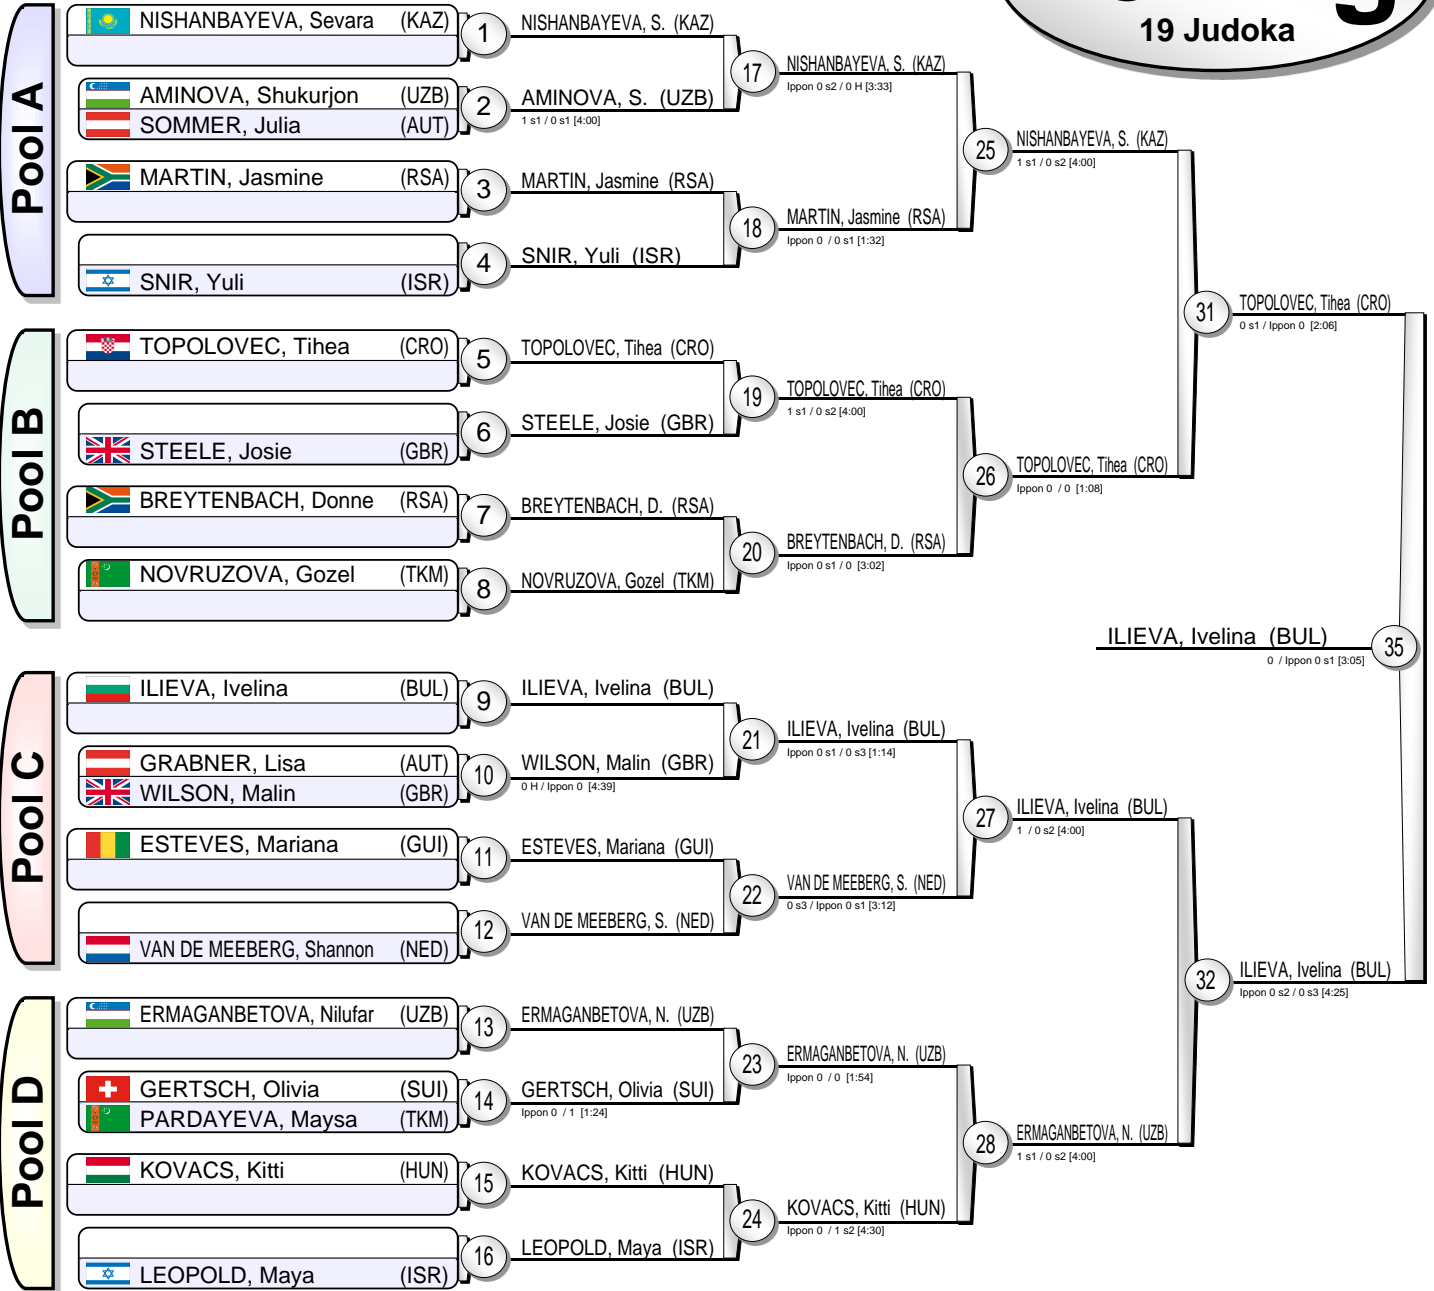 19 Judoka
Pool A
NISHANBAYEVA, Sevara (KAZ)
1
AMINOVA, Shukurjon (UZB)
SOMMER, Julia (AUT)
2
MARTIN, Jasmine (RSA)
3
4
SNIR, Yuli (ISR)
NISHANBAYEVA, S. (KAZ)
AMINOVA, S. (UZB)
1 s1 / 0 s1 [4:00]
17
MARTIN, Jasmine (RSA)
SNIR, Yuli (ISR)
18
NISHANBAYEVA, S. (KAZ)
Ippon 0 s2 / 0 H [3:33]
MARTIN, Jasmine (RSA)
Ippon 0 / 0 s1 [1:32]
25
NISHANBAYEVA, S. (KAZ)
1 s1 / 0 s2 [4:00]
Pool B
TOPOLOVEC, Tihea (CRO)
5
6
STEELE, Josie (GBR)
BREYTENBACH, Donne (RSA)
7
NOVRUZOVA, Gozel (TKM)
8
TOPOLOVEC, Tihea (CRO)
STEELE, Josie (GBR)
19
BREYTENBACH, D. (RSA)
NOVRUZOVA, Gozel (TKM)
20
TOPOLOVEC, Tihea (CRO)
1 s1 / 0 s2 [4:00]
BREYTENBACH, D. (RSA)
Ippon 0 s1 / 0 [3:02]
26
TOPOLOVEC, Tihea (CRO)
Ippon 0 / 0 [1:08]
31
TOPOLOVEC, Tihea (CRO)
0 s1 / Ippon 0 [2:06]
ILIEVA, Ivelina (BUL)
0 / Ippon 0 s1 [3:05]
35
Pool C
ILIEVA, Ivelina (BUL)
9
GRABNER, Lisa (AUT)
WILSON, Malin (GBR)
10
ESTEVES, Mariana (GUI)
11
12
VAN DE MEEBERG, Shannon (NED)
ILIEVA, Ivelina (BUL)
WILSON, Malin (GBR)
0 H / Ippon 0 [4:39]
21
ESTEVES, Mariana (GUI)
VAN DE MEEBERG, S. (NED)
22
ILIEVA, Ivelina (BUL)
Ippon 0 s1 / 0 s3 [1:14]
VAN DE MEEBERG, S. (NED)
0 s3 / Ippon 0 s1 [3:12]
27
ILIEVA, Ivelina (BUL)
1 / 0 s2 [4:00]
Pool D
ERMAGANBETOVA, Nilufar (UZB)
13
GERTSCH, Olivia (SUI)
PARDAYEVA, Maysa (TKM)
14
KOVACS, Kitti (HUN)
15
16
LEOPOLD, Maya (ISR)
ERMAGANBETOVA, N. (UZB)
GERTSCH, Olivia (SUI)
Ippon 0 / 1 [1:24]
23
KOVACS, Kitti (HUN)
LEOPOLD, Maya (ISR)
24
ERMAGANBETOVA, N. (UZB)
Ippon 0 / 0 [1:54]
KOVACS, Kitti (HUN)
Ippon 0 / 1 s2 [4:30]
28
ERMAGANBETOVA, N. (UZB)
1 s1 / 0 s2 [4:00]
32
ILIEVA, Ivelina (BUL)
Ippon 0 s2 / 0 s3 [4:25]